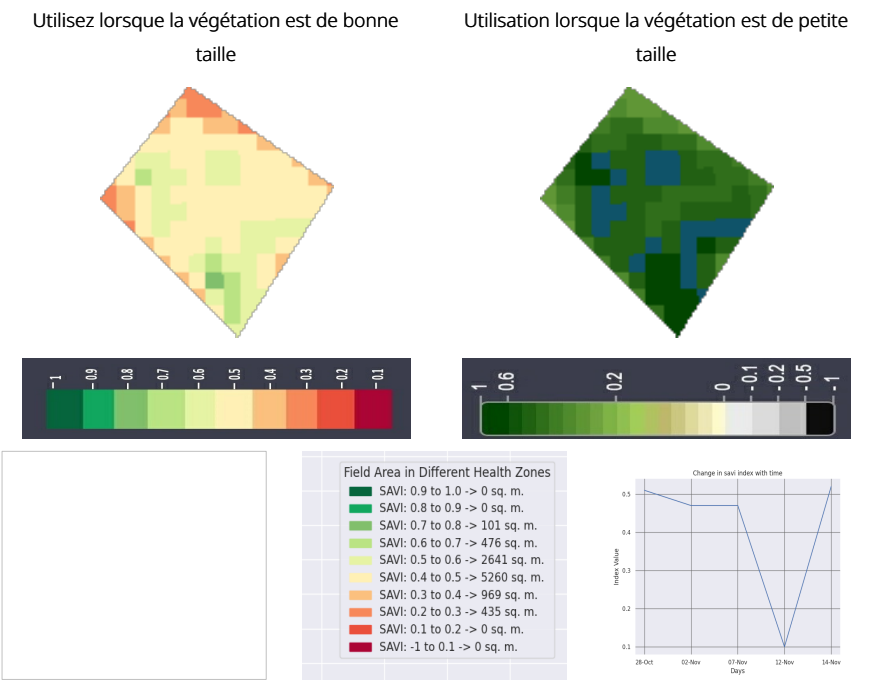 Utilisez lorsque la végétation est de bonne
taille
Utilisation lorsque la végétation est de petite
taille
1
0.9
0.8
0.7
0.6
0.5
0.4
0.3
0.2
0.1
1
0.6
0.2
0
-0.1
-0.2
-0.5
-1
Field Area in Different Health Zones
SAVI: 0.9 to 1.0 -> 0 sq. m.
SAVI: 0.8 to 0.9 -> 0 sq. m.
SAVI: 0.7 to 0.8 -> 101 sq. m.
SAVI: 0.6 to 0.7 -> 476 sq. m.
SAVI: 0.5 to 0.6 -> 2641 sq. m.
SAVI: 0.4 to 0.5 -> 5260 sq. m.
SAVI: 0.3 to 0.4 -> 969 sq. m.
SAVI: 0.2 to 0.3 -> 435 sq. m.
SAVI: 0.1 to 0.2 -> 0 sq. m.
SAVI: -1 to 0.1 -> 0 sq. m.
Change in savi index with time
Index Value
0.5
0.4
0.3
0.2
0.1
28-Oct 02-Nov 07-Nov 12-Nov 14-Nov
Days